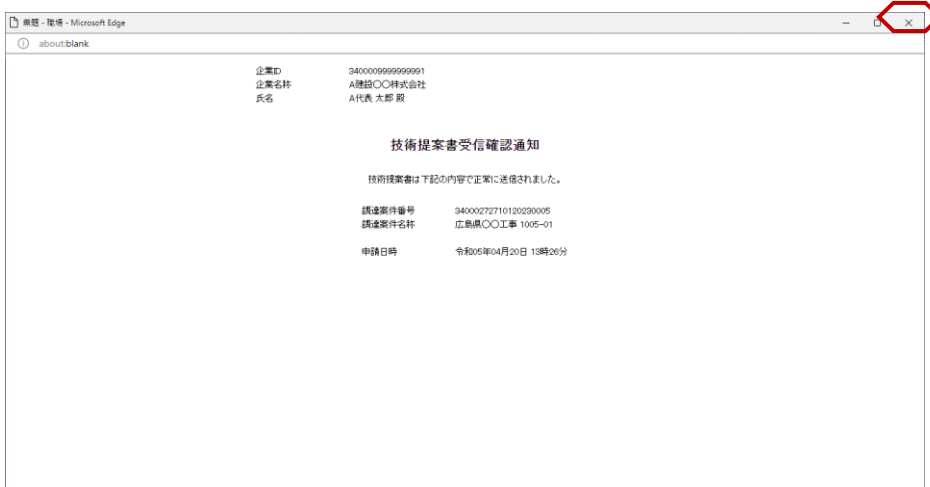 無題 - 職場 - Microsoft Edge
about:blank
企業ID 3400009999999991
企業名称 A建設〇〇株式会社
氏名 A代表 太郎 殿
技術提案書受信確認通知
技術提案書は下記の内容で正常に送信されました。
調達案件番号 34000272710120230005
調達案件名称 広島県〇〇工事 1005-01
申請日時 令和05年04月20日 13時26分